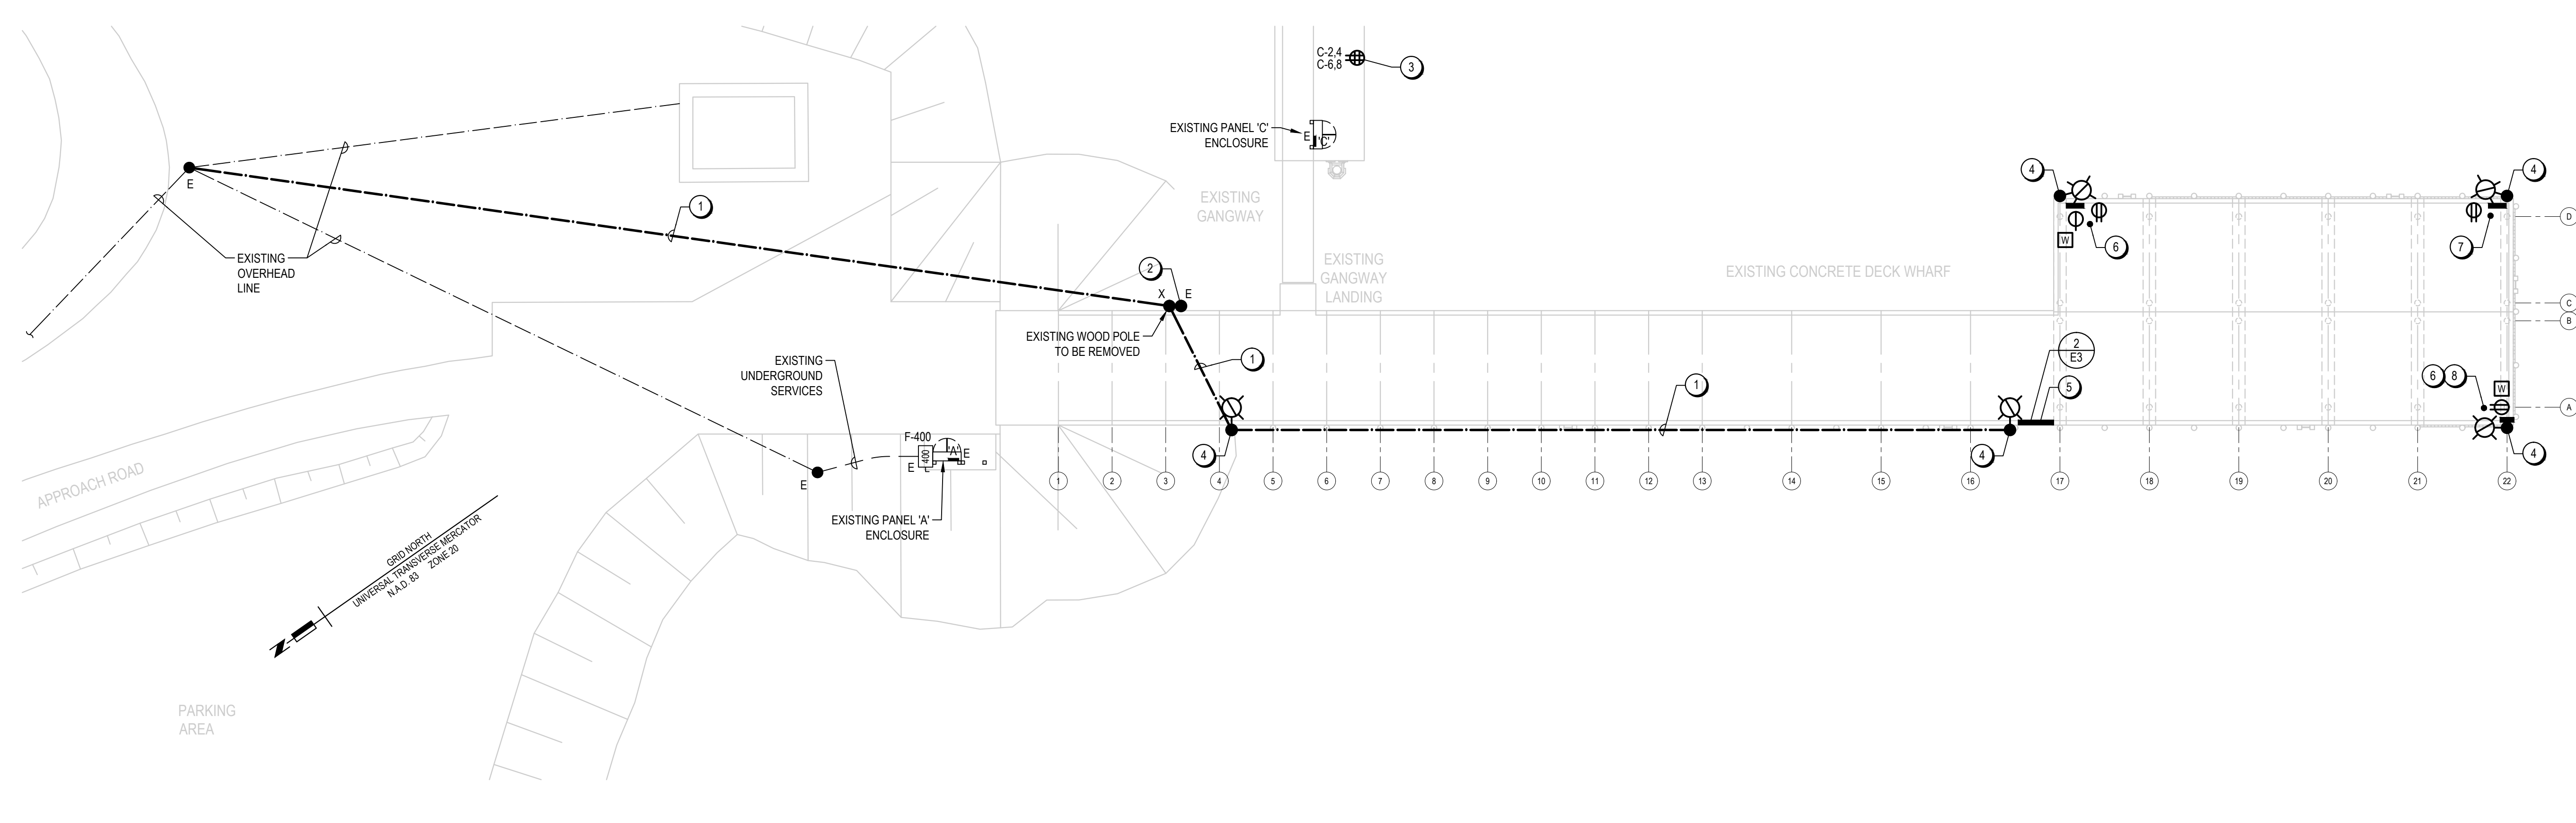 C-2,4
C-6,8
3
EXISTING PANEL 'C'
ENCLOSURE
E
'C'
E
1
EXISTING
OVERHEAD
LINE
EXISTING
GANGWAY
EXISTING
GANGWAY
LANDING
EXISTING CONCRETE DECK WHARF
4
4
W
6
7
D
C
B
A
2
X
E
EXISTING WOOD POLE
TO BE REMOVED
1
1
2
E3
5
6
8
W
4
4
4
EXISTING
UNDERGROUND
SERVICES
F-400
400
'A'
E
E
L
E
EXISTING PANEL 'A'
ENCLOSURE
1
2
3
4
5
6
7
8
9
10
11
12
13
14
15
16
17
18
19
20
21
22
APPROACH ROAD
GRID NORTH
UNIVERSAL TRANSVERSE MERCATOR
N.A.D. 83 ZONE 20
N
PARKING
AREA